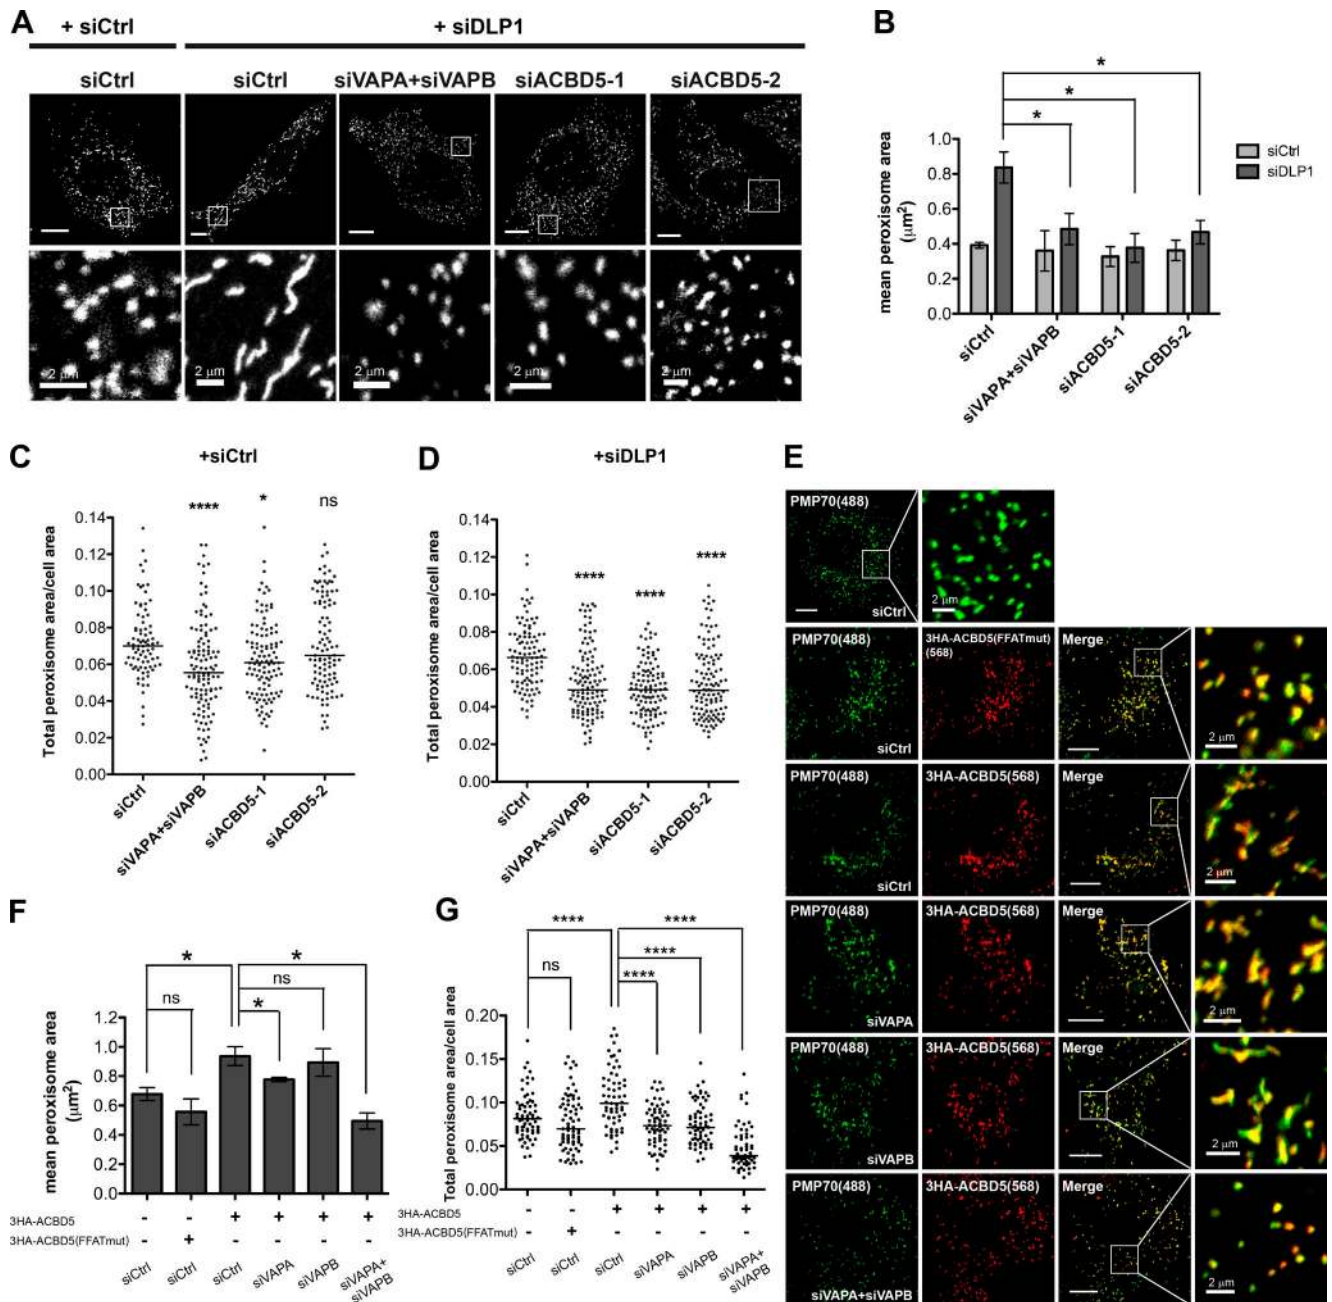 A
+ siCtrl
+ siDLP1
siCtrl
siCtrl
siVAPA+siVAPB
siACBD5-1
siACBD5-2
2 μm
2 μm
2 μm
2 μm
2 μm
B
*
*
*
siCtrl
siDLP1
mean peroxisome area
(μm²)
1.0
0.8
0.6
0.4
0.2
0.0
siCtrl
siVAPA+siVAPB
siACBD5-1
siACBD5-2
C
+siCtrl
****
*
ns
Total peroxisome area/cell area
0.14
0.12
0.10
0.08
0.06
0.04
0.02
0.00
siCtrl
siVAPA+siVAPB
siACBD5-1
siACBD5-2
D
+siDLP1
****
****
****
Total peroxisome area/cell area
0.14
0.12
0.10
0.08
0.06
0.04
0.02
0.00
siCtrl
siVAPA+siVAPB
siACBD5-1
siACBD5-2
E
PMP70(488)
siCtrl
2 μm
PMP70(488)
siCtrl
3HA-ACBD5(FFATmut)
(568)
Merge
2 μm
PMP70(488)
siCtrl
3HA-ACBD5(568)
Merge
2 μm
PMP70(488)
siVAPA
3HA-ACBD5(568)
Merge
2 μm
PMP70(488)
siVAPB
3HA-ACBD5(568)
Merge
2 μm
PMP70(488)
siVAPA+siVAPB
3HA-ACBD5(568)
Merge
2 μm
F
*
*
ns
ns
*
mean peroxisome area
(μm²)
1.2
1.0
0.8
0.6
0.4
0.2
0.0
3HA-ACBD5 - - + + + +
3HA-ACBD5(FFATmut) - + - - - -
siCtrl
siCtrl
siCtrl
siVAPA
siVAPB
siVAPA+
siVAPB
G
****
****
****
ns
****
Total peroxisome area/cell area
0.20
0.15
0.10
0.05
0.00
3HA-ACBD5 - - + + + +
3HA-ACBD5(FFATmut) - + - - - -
siCtrl
siCtrl
siCtrl
siVAPA
siVAPB
siVAPA+
siVAPB